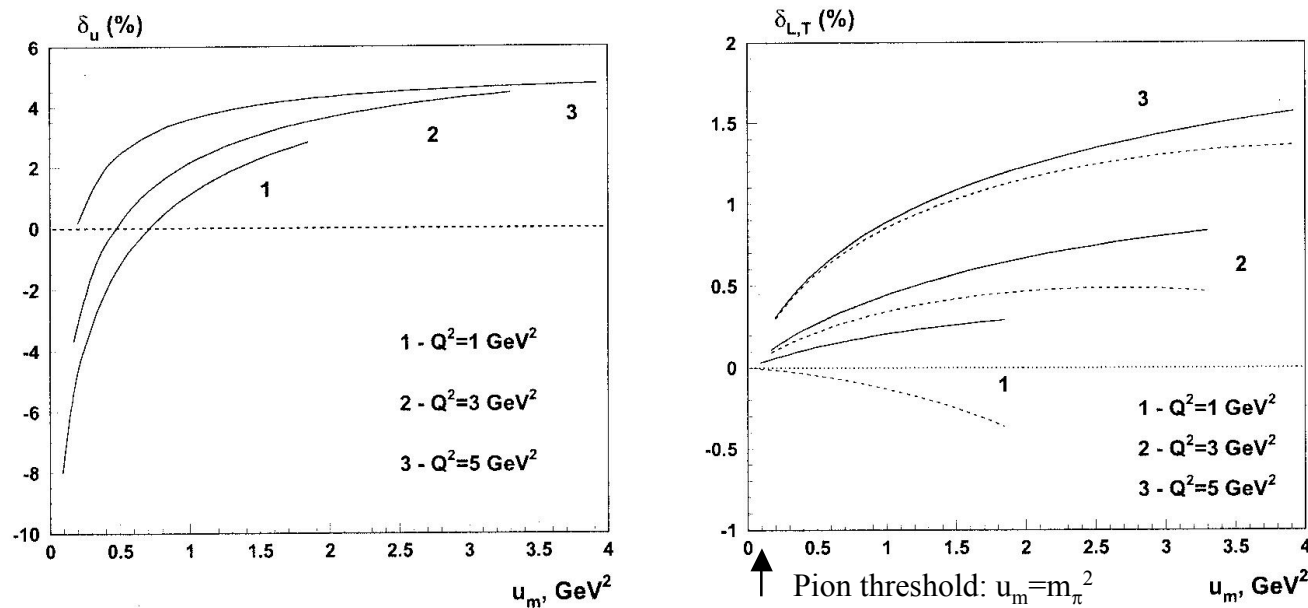 δu (%)
6
4
2
0
-2
-4
-6
-8
-10
3
2
1
1 - Q²=1 GeV²
2 - Q²=3 GeV²
3 - Q²=5 GeV²
0 0.5 1 1.5 2 2.5 3 3.5 4
um, GeV²
δL,T (%)
2
1.5
1
0.5
0
-0.5
-1
3
2
1
1 - Q²=1 GeV²
2 - Q²=3 GeV²
3 - Q²=5 GeV²
0 0.5 1 1.5 2 2.5 3 3.5 4
Pion threshold: um=mπ²
um, GeV²